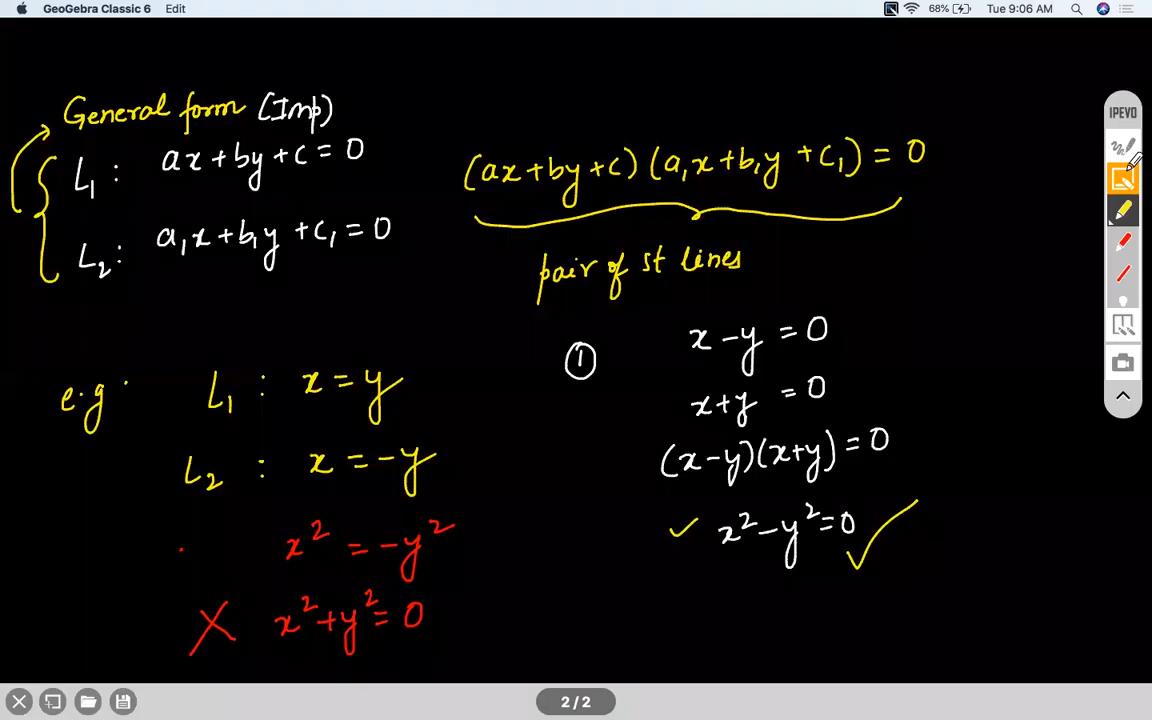 GeoGebra Classic 6 Edit 68% Tue 9:06 AM
IPEVO
General form (Imp)
L₁ : ax + by + c = 0
L₂ : a₁x + b₁y + c₁ = 0
(ax + by + c) (a₁x + b₁y + c₁) = 0
pair of st lines
e.g L₁ : x = y
L₂ : x = -y
x² = -y²
x² + y² = 0
① x - y = 0
x + y = 0
(x - y)(x + y) = 0
✓ x² - y² = 0 ✓
2 / 2